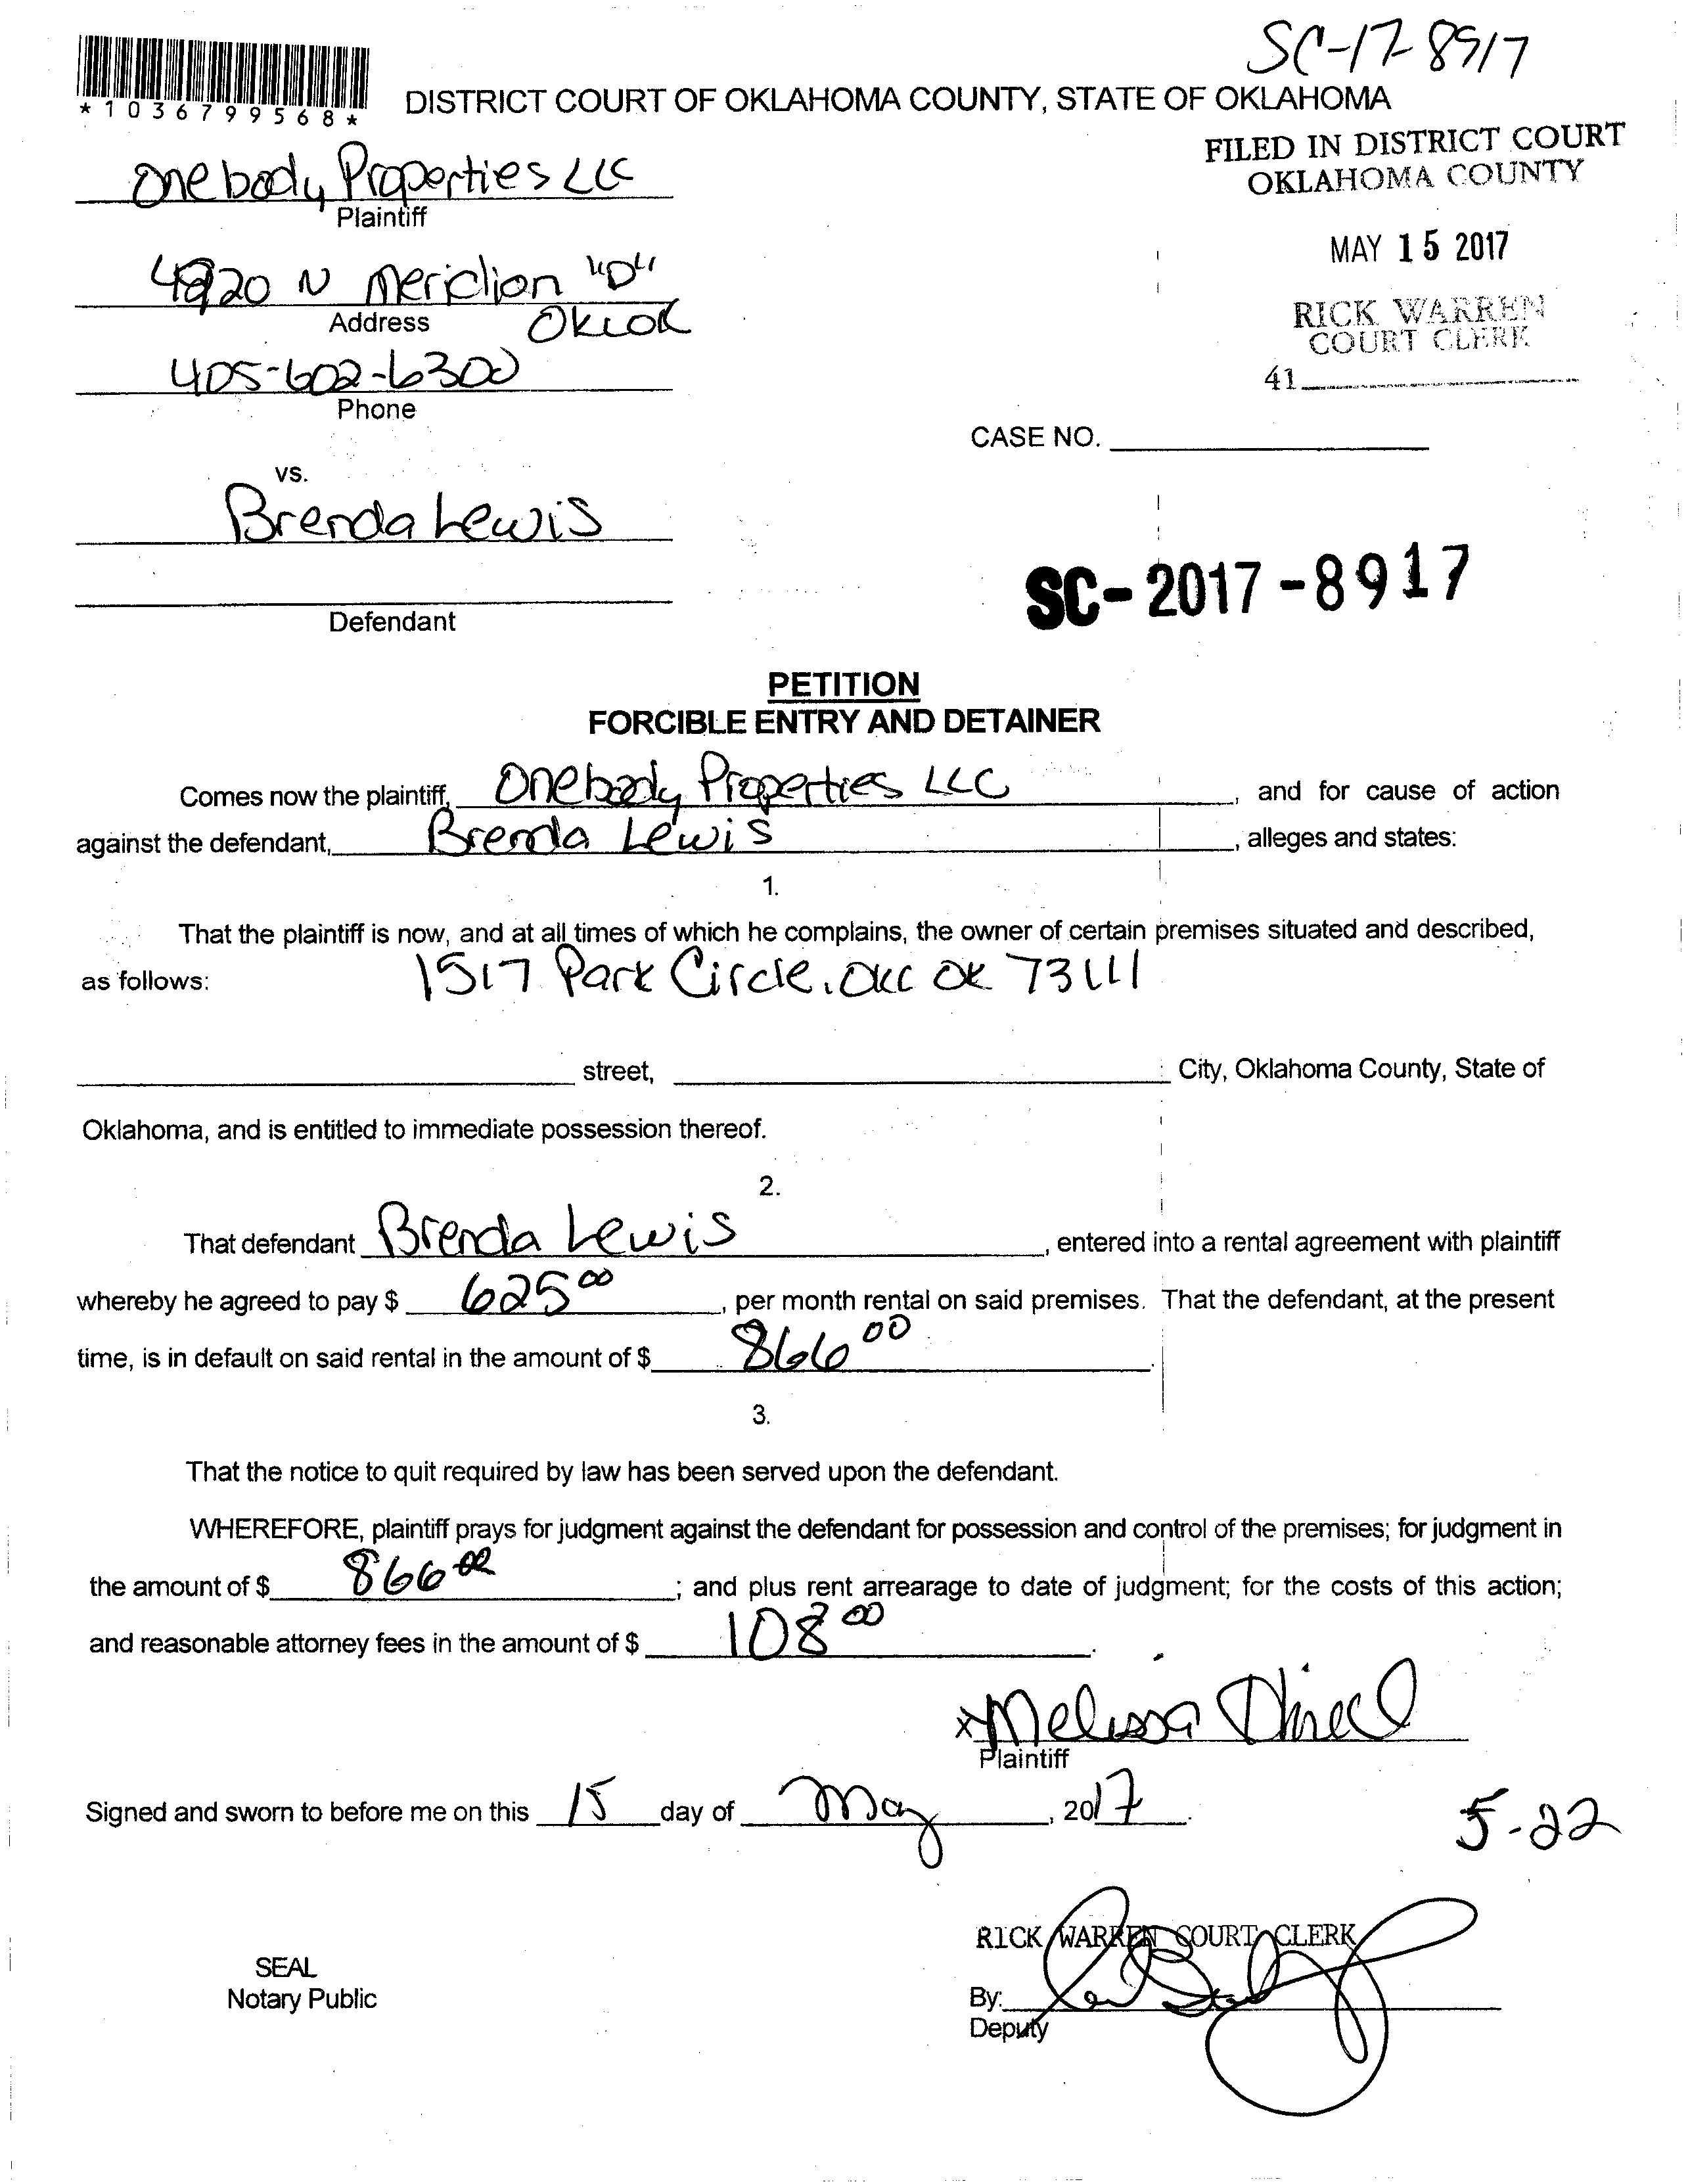 SC-17-8917
*1036799568*
DISTRICT COURT OF OKLAHOMA COUNTY, STATE OF OKLAHOMA
FILED IN DISTRICT COURT
OKLAHOMA COUNTY
Onebody Properties LLC
Plaintiff
MAY 15 2017
4920 N Meridian "D"
Address
OKC OK
RICK WARREN
COURT CLERK
405-602-6300
41
Phone
CASE NO.
vs.
Brenda Lewis
SC-2017-8917
Defendant
PETITION
FORCIBLE ENTRY AND DETAINER
Comes now the plaintiff, Onebody Properties LLC, and for cause of action
against the defendant, Brenda Lewis, alleges and states:
1.
That the plaintiff is now, and at all times of which he complains, the owner of certain premises situated and described,
as follows: 1517 Park Circle, OKC OK 73111
street, City, Oklahoma County, State of
Oklahoma, and is entitled to immediate possession thereof.
2.
That defendant Brenda Lewis, entered into a rental agreement with plaintiff
whereby he agreed to pay $ 625 00, per month rental on said premises. That the defendant, at the present
time, is in default on said rental in the amount of $ 866 00.
3.
That the notice to quit required by law has been served upon the defendant.
WHEREFORE, plaintiff prays for judgment against the defendant for possession and control of the premises; for judgment in
the amount of $ 866 00; and plus rent arrearage to date of judgment; for the costs of this action;
and reasonable attorney fees in the amount of $ 108 00.
x Melissa
Plaintiff
Signed and sworn to before me on this 15 day of May, 2017.
5-22
RICK WARREN COURT CLERK
SEAL
Notary Public
By:
Deputy